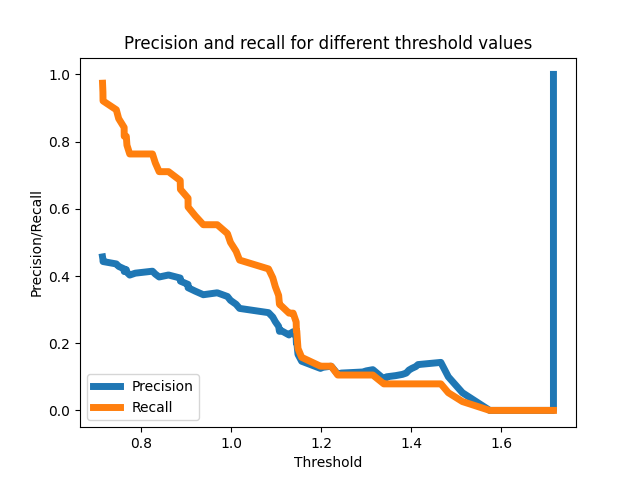 Precision and recall for different threshold values
Precision/Recall
1.0
0.8
0.6
0.4
0.2
0.0
Precision
Recall
0.8 1.0 1.2 1.4 1.6
Threshold